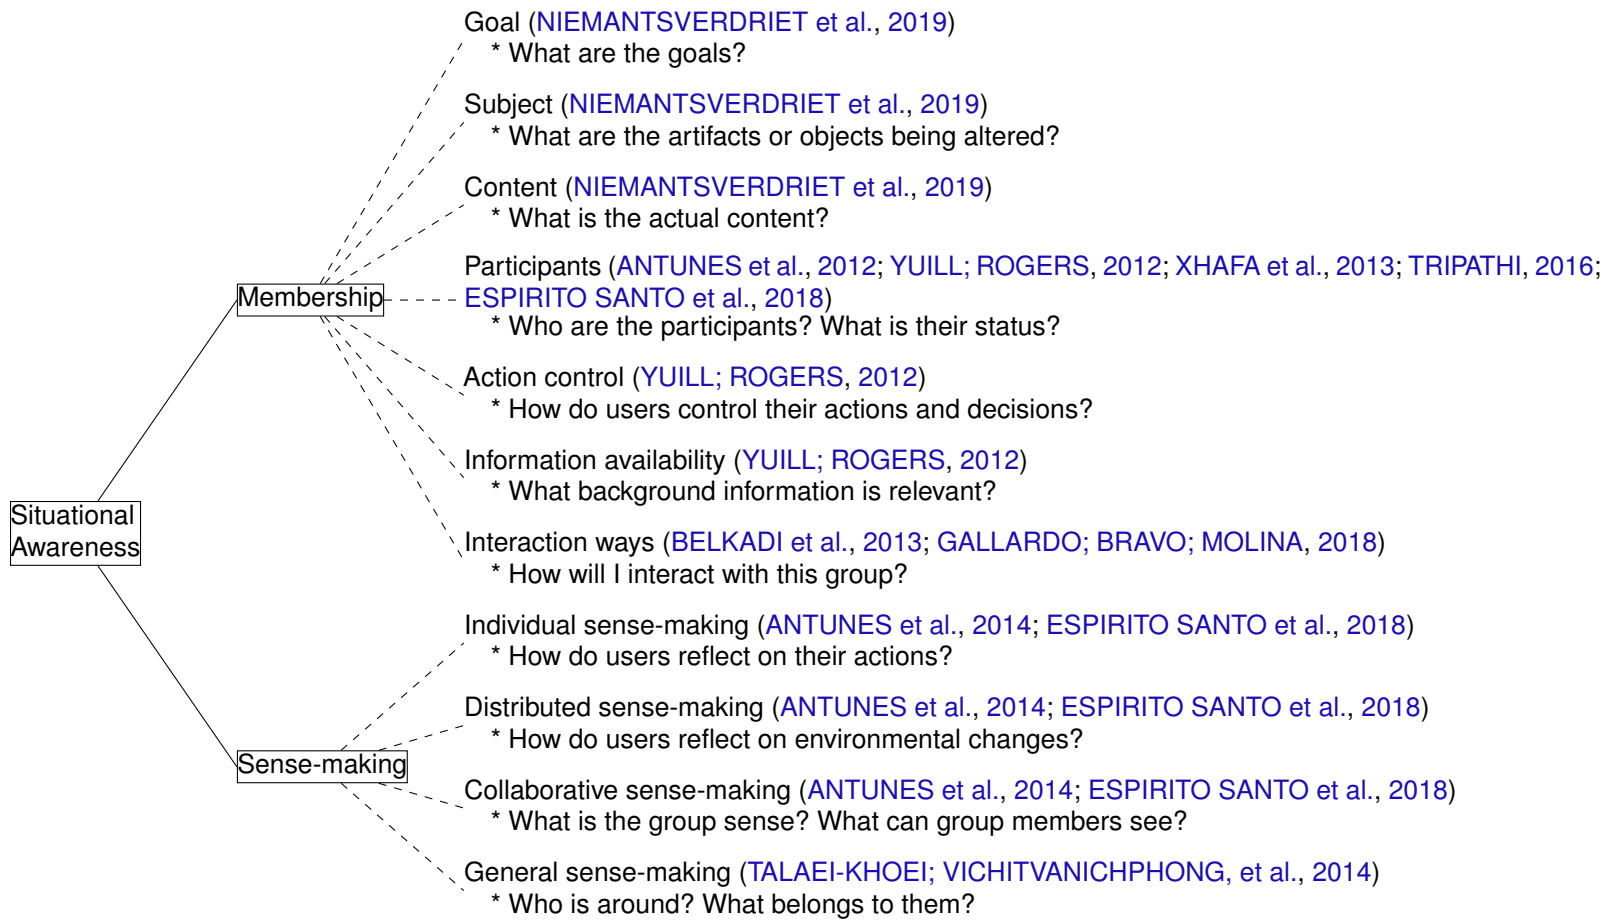 Goal (NIEMANTSVERDRIET et al., 2019)
* What are the goals?
Subject (NIEMANTSVERDRIET et al., 2019)
* What are the artifacts or objects being altered?
Content (NIEMANTSVERDRIET et al., 2019)
* What is the actual content?
Participants (ANTUNES et al., 2012; YUILL; ROGERS, 2012; XHAFA et al., 2013; TRIPATHI, 2016;
ESPIRITO SANTO et al., 2018)
* Who are the participants? What is their status?
Membership
Action control (YUILL; ROGERS, 2012)
* How do users control their actions and decisions?
Information availability (YUILL; ROGERS, 2012)
* What background information is relevant?
Situational
Awareness
Interaction ways (BELKADI et al., 2013; GALLARDO; BRAVO; MOLINA, 2018)
* How will I interact with this group?
Individual sense-making (ANTUNES et al., 2014; ESPIRITO SANTO et al., 2018)
* How do users reflect on their actions?
Distributed sense-making (ANTUNES et al., 2014; ESPIRITO SANTO et al., 2018)
* How do users reflect on environmental changes?
Sense-making
Collaborative sense-making (ANTUNES et al., 2014; ESPIRITO SANTO et al., 2018)
* What is the group sense? What can group members see?
General sense-making (TALAEI-KHOEI; VICHITVANICHPHONG, et al., 2014)
* Who is around? What belongs to them?